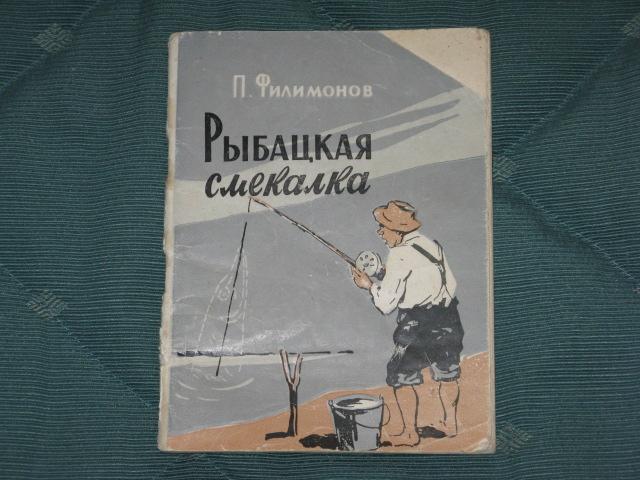 П. Филимонов
Рыбацкая
смекалка